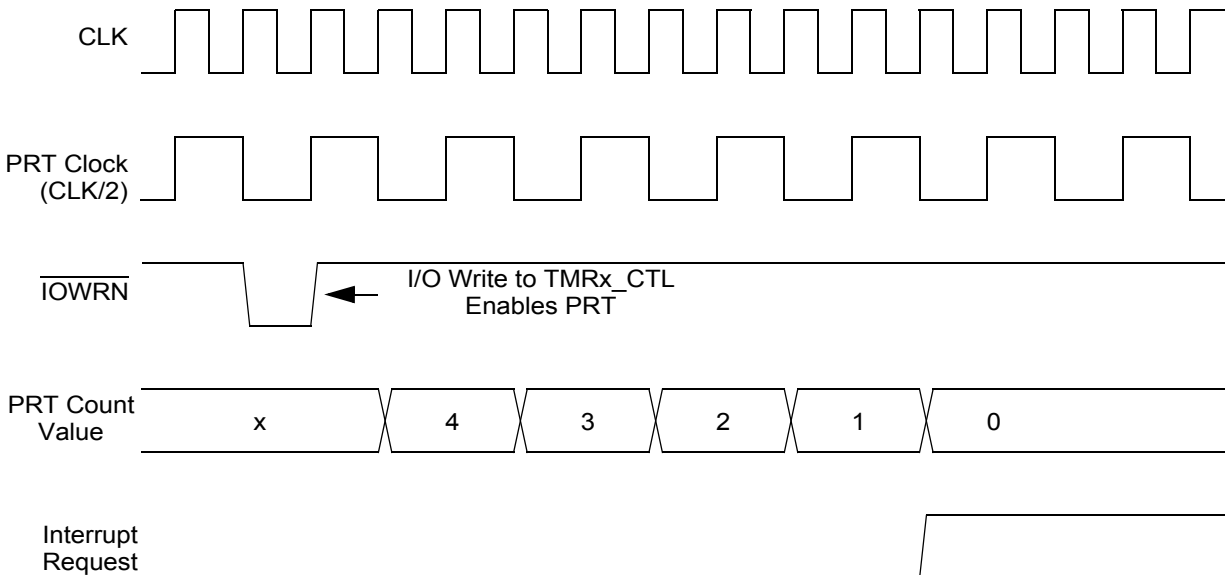 CLK
PRT Clock
(CLK/2)
IOWRN
I/O Write to TMRx_CTL
Enables PRT
PRT Count
Value
x 4 3 2 1 0
Interrupt
Request